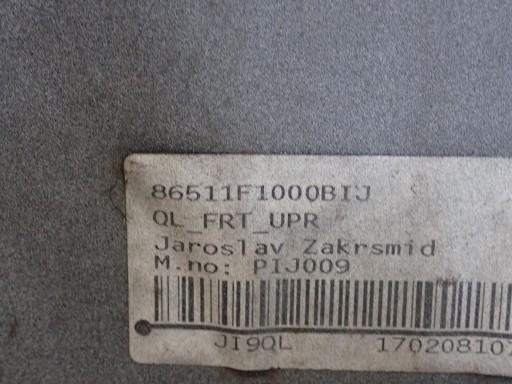 86511F1000BIJ
QL_FRT_UPR
Jaroslav Zakrsmid
M.no: PIJ009
JI9QL 170208107